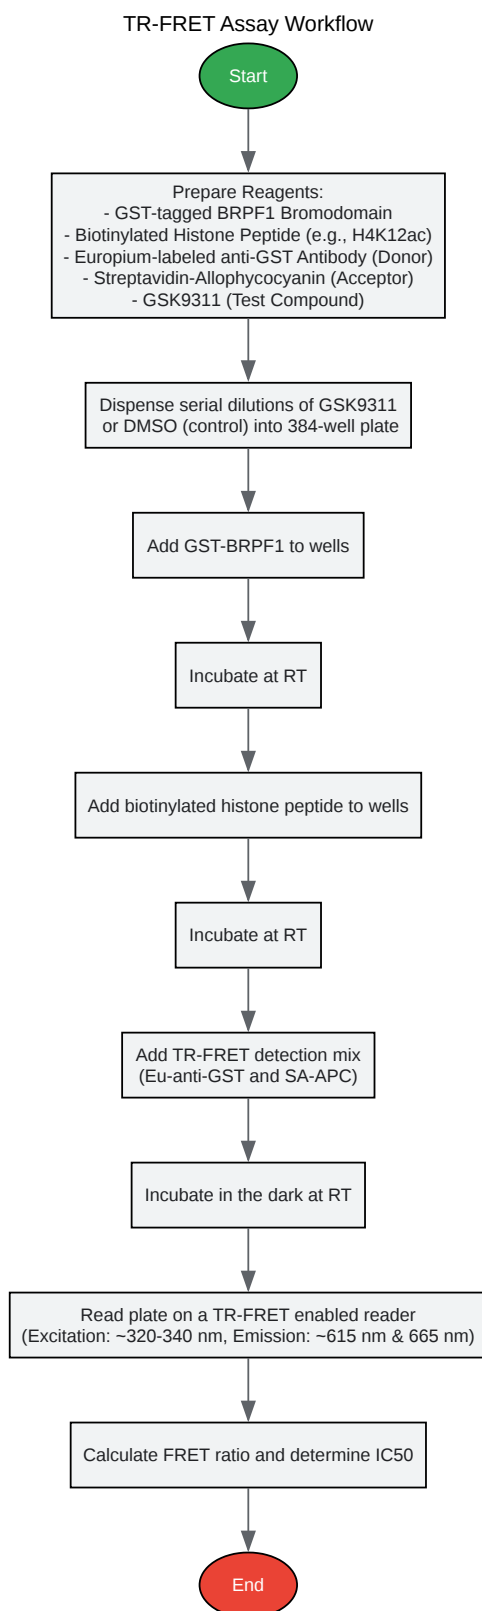 TR-FRET Assay Workflow
Start
Prepare Reagents:
- GST-tagged BRPF1 Bromodomain
- Biotinylated Histone Peptide (e.g., H4K12ac)
- Europium-labeled anti-GST Antibody (Donor)
- Streptavidin-Allophycocyanin (Acceptor)
- GSK9311 (Test Compound)
Dispense serial dilutions of GSK9311
or DMSO (control) into 384-well plate
Add GST-BRPF1 to wells
Incubate at RT
Add biotinylated histone peptide to wells
Incubate at RT
Add TR-FRET detection mix
(Eu-anti-GST and SA-APC)
Incubate in the dark at RT
Read plate on a TR-FRET enabled reader
(Excitation: ~320-340 nm, Emission: ~615 nm & 665 nm)
Calculate FRET ratio and determine IC50
End